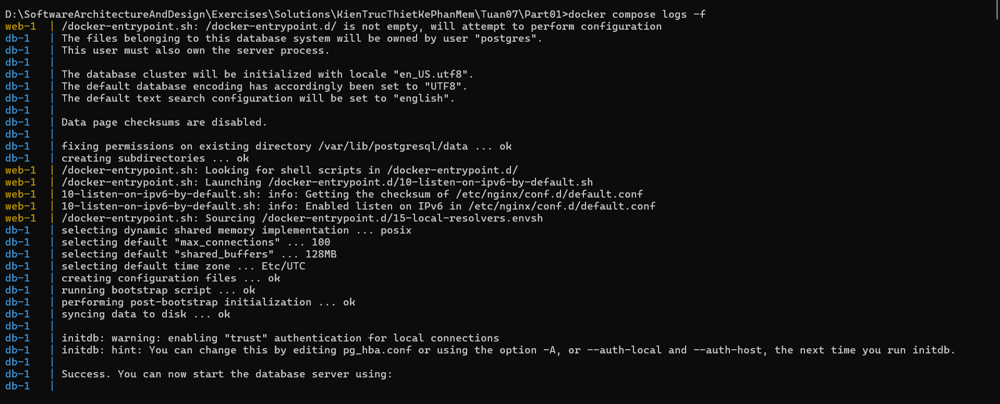 D:\SoftwareArchitectureAndDesign\Exercises\Solutions\KienTrucThietKePhanMem\Tuan07\Part01>docker compose logs -f
web-1  | /docker-entrypoint.sh: /docker-entrypoint.d/ is not empty, will attempt to perform configuration
db-1   | The files belonging to this database system will be owned by user "postgres".
db-1   | This user must also own the server process.
db-1   |
db-1   | The database cluster will be initialized with locale "en_US.utf8".
db-1   | The default database encoding has accordingly been set to "UTF8".
db-1   | The default text search configuration will be set to "english".
db-1   |
db-1   | Data page checksums are disabled.
db-1   |
db-1   | fixing permissions on existing directory /var/lib/postgresql/data ... ok
db-1   | creating subdirectories ... ok
web-1  | /docker-entrypoint.sh: Looking for shell scripts in /docker-entrypoint.d/
web-1  | /docker-entrypoint.sh: Launching /docker-entrypoint.d/10-listen-on-ipv6-by-default.sh
web-1  | 10-listen-on-ipv6-by-default.sh: info: Getting the checksum of /etc/nginx/conf.d/default.conf
web-1  | 10-listen-on-ipv6-by-default.sh: info: Enabled listen on IPv6 in /etc/nginx/conf.d/default.conf
web-1  | /docker-entrypoint.sh: Sourcing /docker-entrypoint.d/15-local-resolvers.envsh
db-1   | selecting dynamic shared memory implementation ... posix
db-1   | selecting default "max_connections" ... 100
db-1   | selecting default "shared_buffers" ... 128MB
db-1   | selecting default time zone ... Etc/UTC
db-1   | creating configuration files ... ok
db-1   | running bootstrap script ... ok
db-1   | performing post-bootstrap initialization ... ok
db-1   | syncing data to disk ... ok
db-1   |
db-1   | initdb: warning: enabling "trust" authentication for local connections
db-1   | initdb: hint: You can change this by editing pg_hba.conf or using the option -A, or --auth-local and --auth-host, the next time you run initdb.
db-1   |
db-1   | Success. You can now start the database server using:
db-1   |